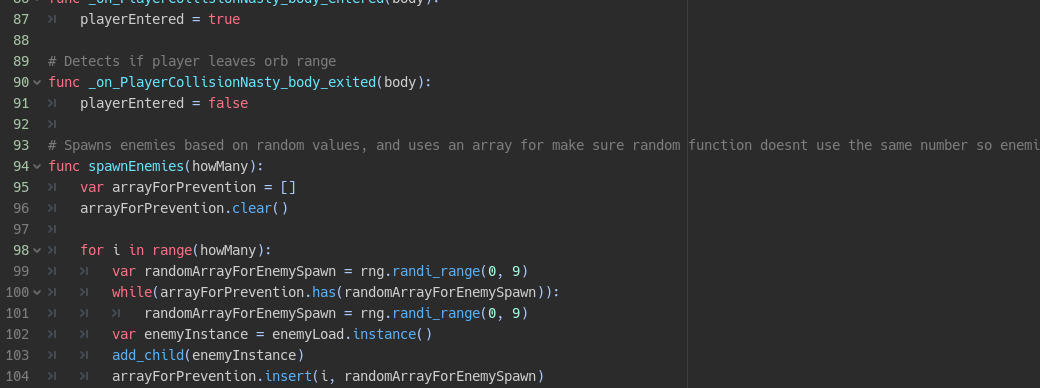 func _on_PlayerCollisionNasty_body_entered(body):
87 playerEntered = true
88
89 # Detects if player leaves orb range
90 func _on_PlayerCollisionNasty_body_exited(body):
91 playerEntered = false
92
93 # Spawns enemies based on random values, and uses an array for make sure random function doesnt use the same number so enemi
94 func spawnEnemies(howMany):
95 var arrayForPrevention = []
96 arrayForPrevention.clear()
97
98 for i in range(howMany):
99 var randomArrayForEnemySpawn = rng.randi_range(0, 9)
100 while(arrayForPrevention.has(randomArrayForEnemySpawn)):
101 randomArrayForEnemySpawn = rng.randi_range(0, 9)
102 var enemyInstance = enemyLoad.instance()
103 add_child(enemyInstance)
104 arrayForPrevention.insert(i, randomArrayForEnemySpawn)